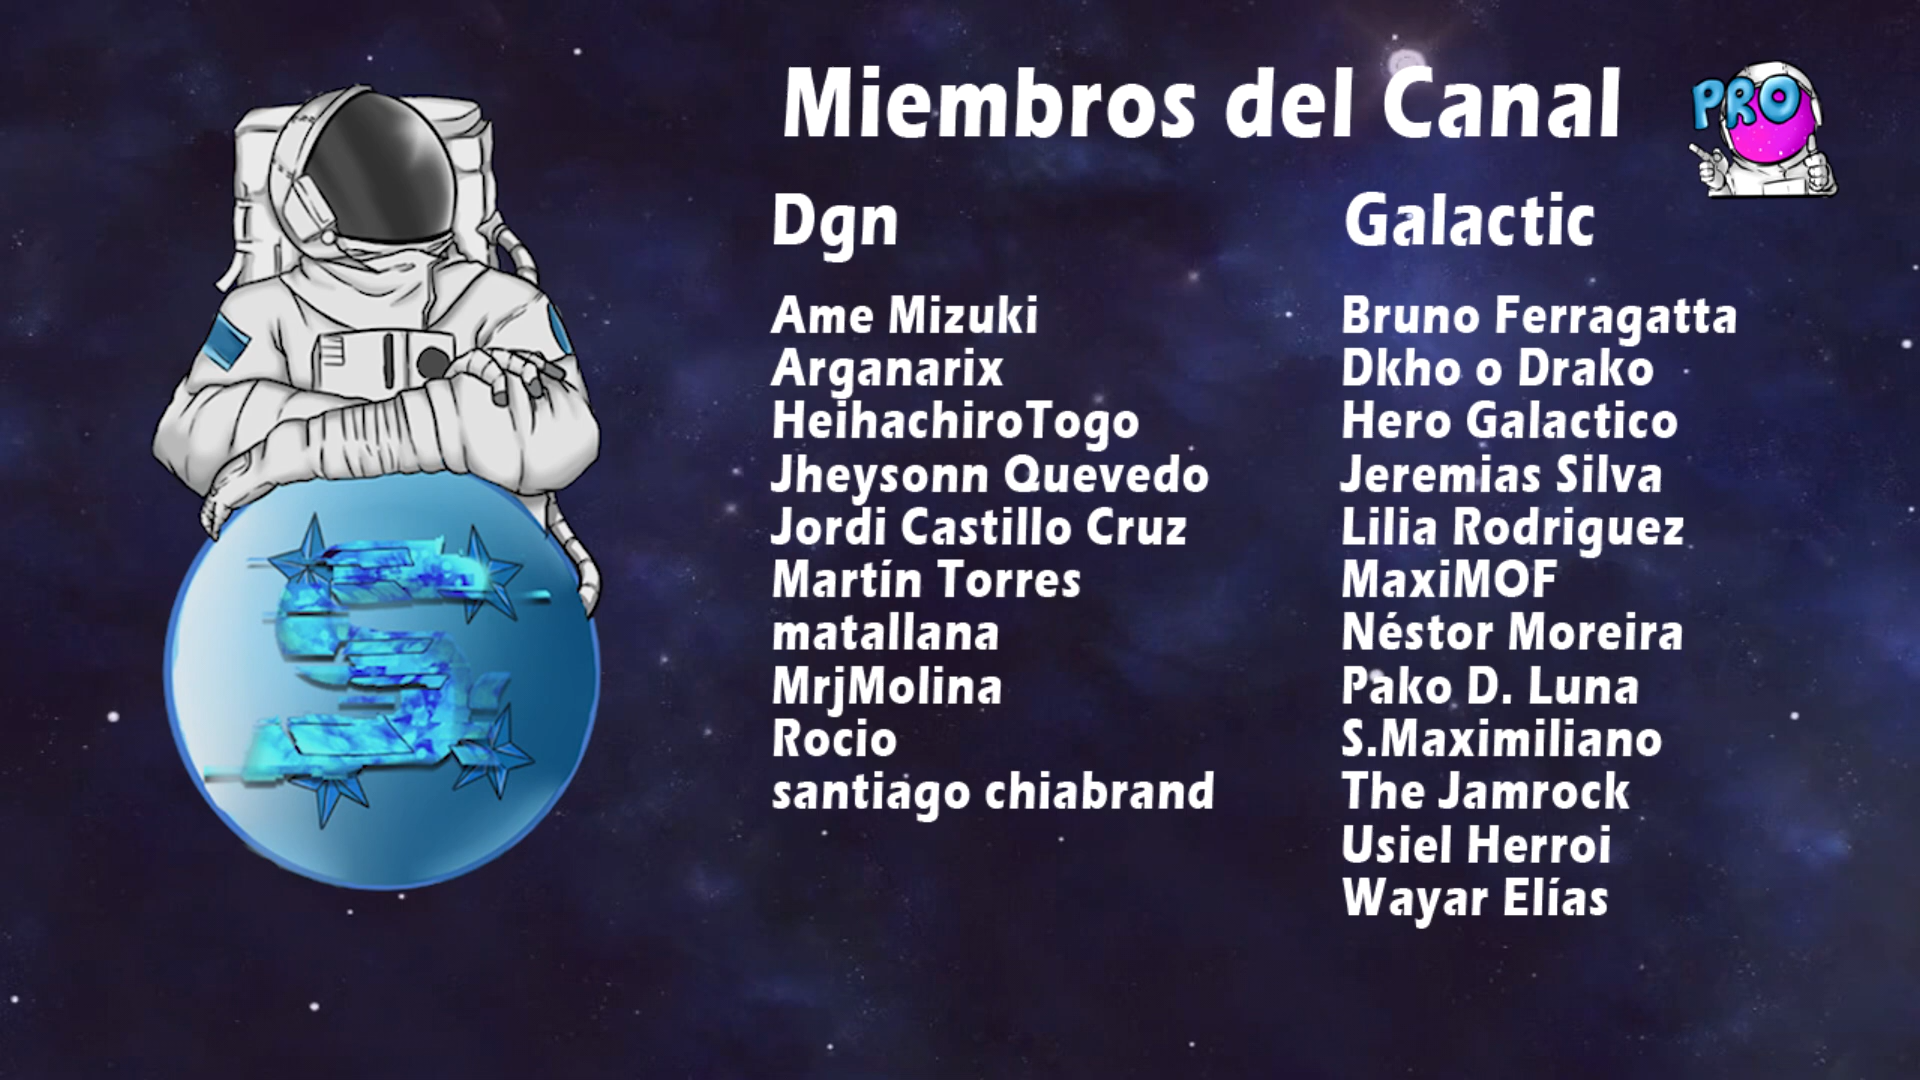 Miembros del Canal
PRO
Dgn
Ame Mizuki
Arganarix
HeihachiroTogo
Jheysonn Quevedo
Jordi Castillo Cruz
Martín Torres
matallana
MrjMolina
Rocio
santiago chiabrand
Galactic
Bruno Ferragatta
Dkho o Drako
Hero Galactico
Jeremias Silva
Lilia Rodriguez
MaxiMOF
Néstor Moreira
Pako D. Luna
S.Maximiliano
The Jamrock
Usiel Herroi
Wayar Elías
S